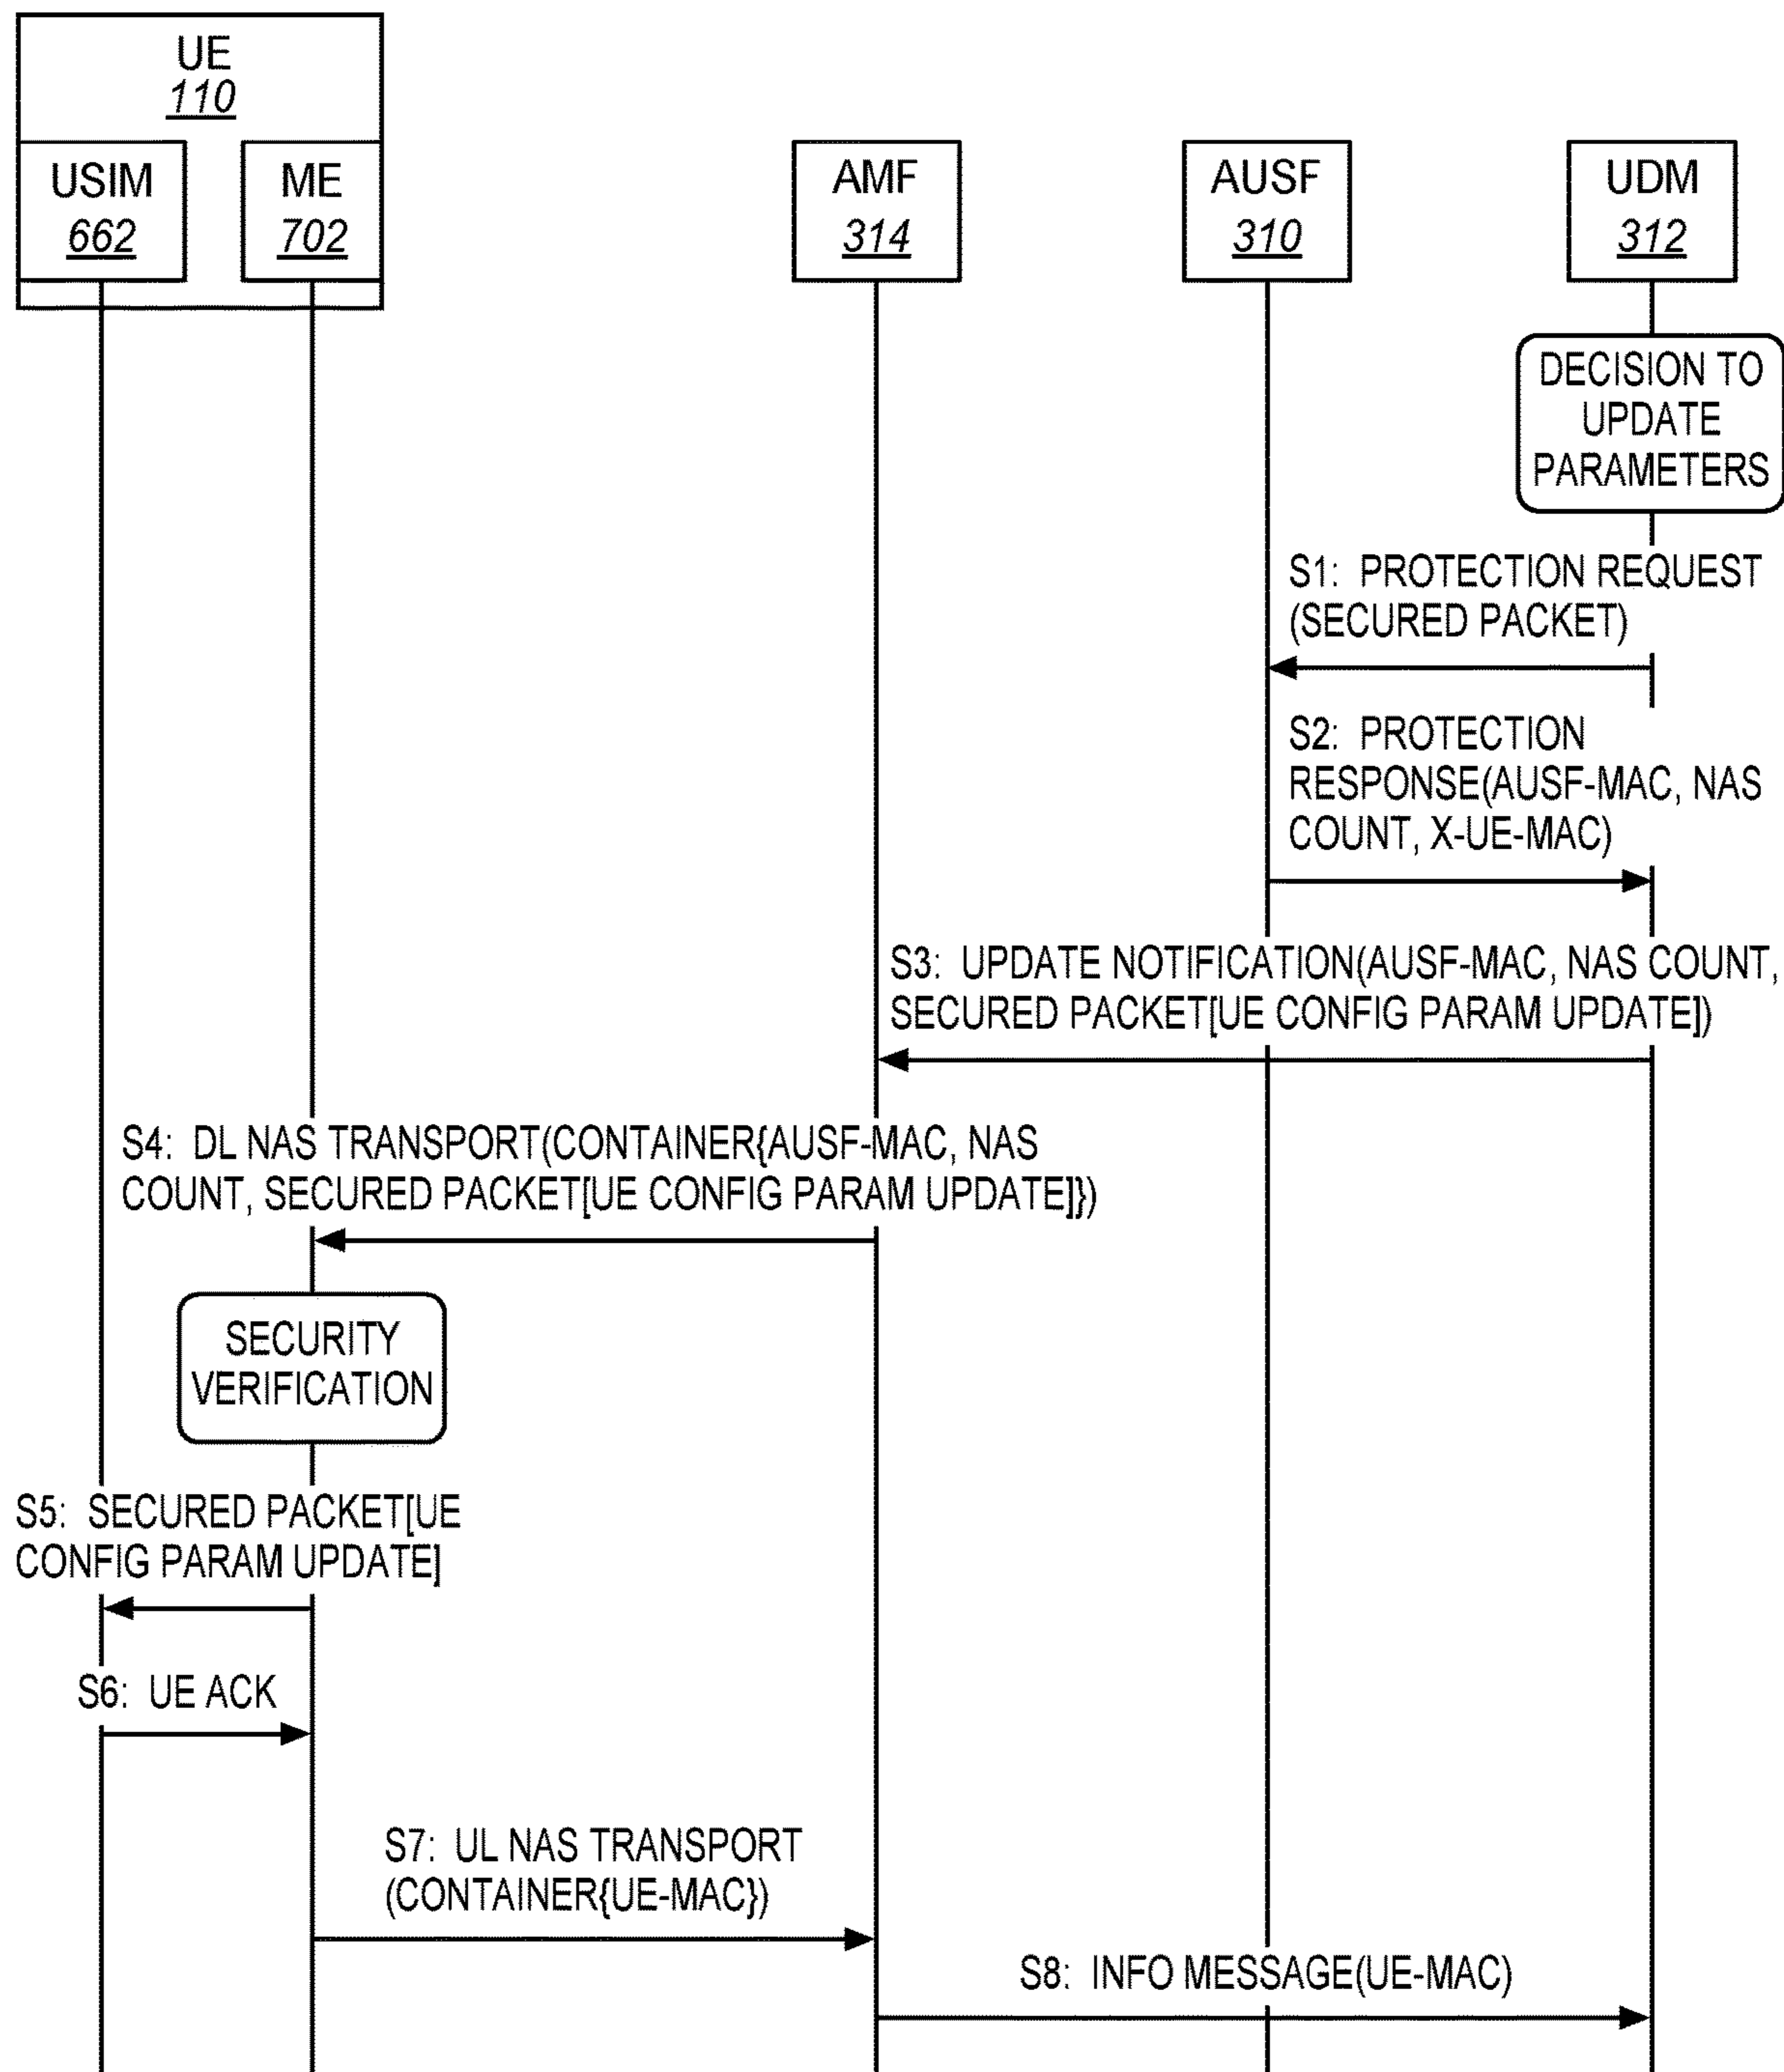 UE
110
USIM
662
ME
702
AMF
314
AUSF
310
UDM
312
DECISION TO
UPDATE
PARAMETERS
S1: PROTECTION REQUEST
(SECURED PACKET)
S2: PROTECTION
RESPONSE(AUSF-MAC, NAS
COUNT, X-UE-MAC)
S3: UPDATE NOTIFICATION(AUSF-MAC, NAS COUNT,
SECURED PACKET[UE CONFIG PARAM UPDATE])
S4: DL NAS TRANSPORT(CONTAINER{AUSF-MAC, NAS
COUNT, SECURED PACKET[UE CONFIG PARAM UPDATE]})
SECURITY
VERIFICATION
S5: SECURED PACKET[UE
CONFIG PARAM UPDATE]
S6: UE ACK
S7: UL NAS TRANSPORT
(CONTAINER{UE-MAC})
S8: INFO MESSAGE(UE-MAC)